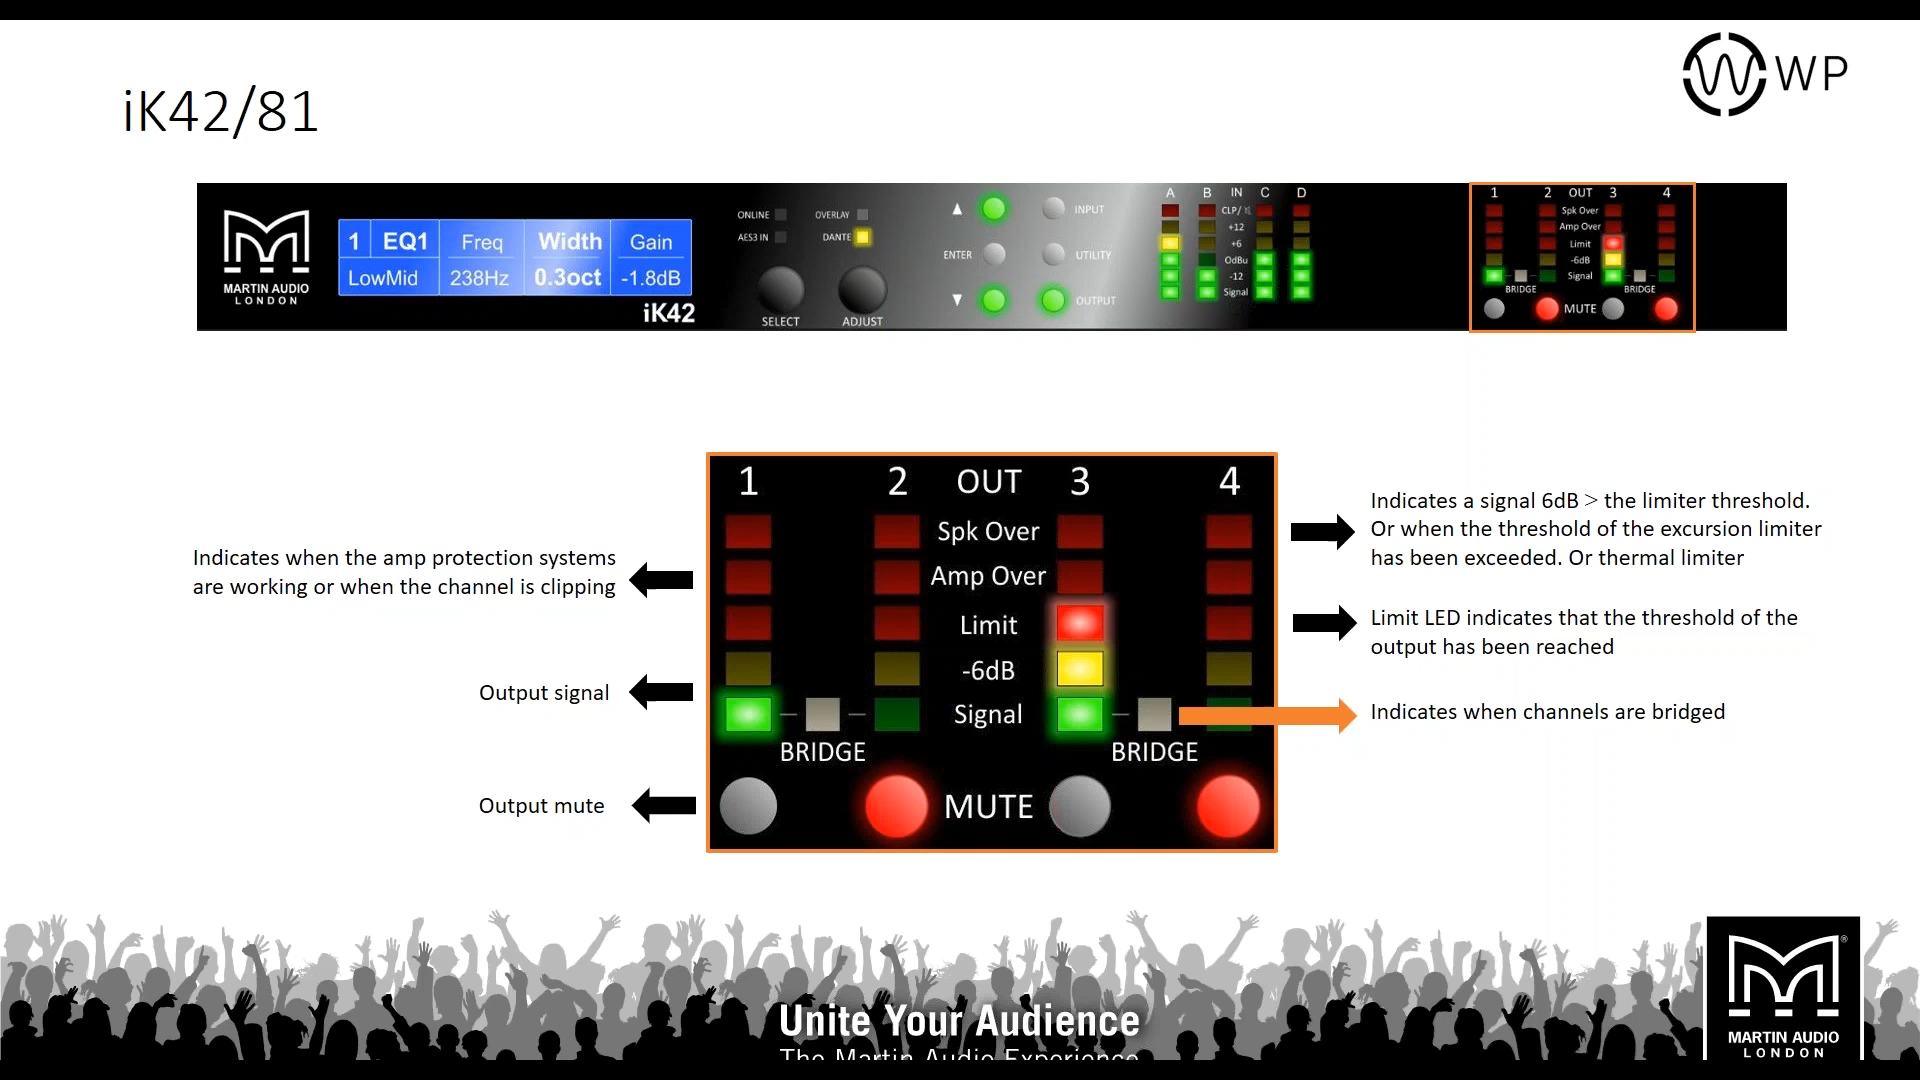 WP
iK42/81
MARTIN AUDIO
LONDON
1 EQ1 Freq Width Gain
LowMid 238Hz 0.3oct -1.8dB
iK42
ONLINE OVERLAY
AES3 IN DANTE
SELECT ADJUST
▲ INPUT
ENTER UTILITY
▼ OUTPUT
A B IN C D
CLP/
+12
+6
0dBu
-12
Signal
1 2 OUT 3 4
Spk Over
Amp Over
Limit
-6dB
Signal
BRIDGE BRIDGE
MUTE
1 2 OUT 3 4
Spk Over
Amp Over
Limit
-6dB
Signal
BRIDGE BRIDGE
MUTE
Indicates when the amp protection systems
are working or when the channel is clipping
Output signal
Output mute
Indicates a signal 6dB > the limiter threshold.
Or when the threshold of the excursion limiter
has been exceeded. Or thermal limiter
Limit LED indicates that the threshold of the
output has been reached
Indicates when channels are bridged
Unite Your Audience
The Martin Audio Experience
®
MARTIN AUDIO
LONDON